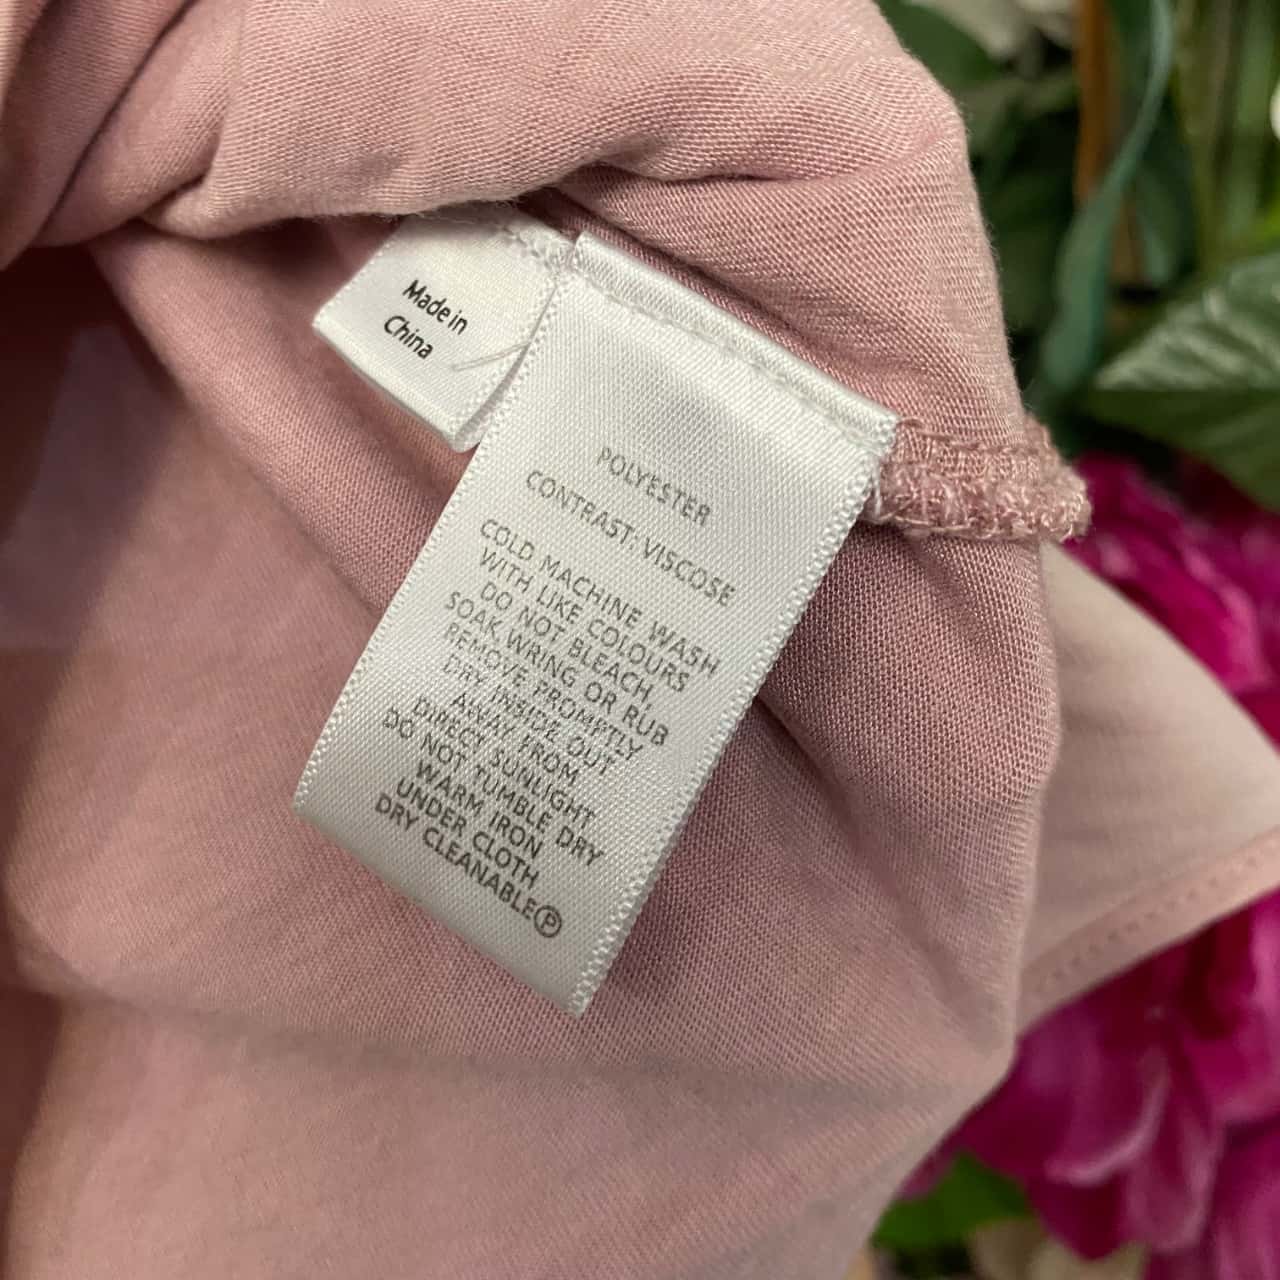 Made in
China
POLYESTER
CONTRAST: VISCOSE
COLD MACHINE WASH
WITH LIKE COLOURS
DO NOT BLEACH,
SOAK, WRING OR RUB
REMOVE PROMPTLY
DRY INSIDE OUT
AWAY FROM
DIRECT SUNLIGHT
DO NOT TUMBLE DRY
WARM IRON
UNDER CLOTH
DRY CLEANABLE Ⓟ